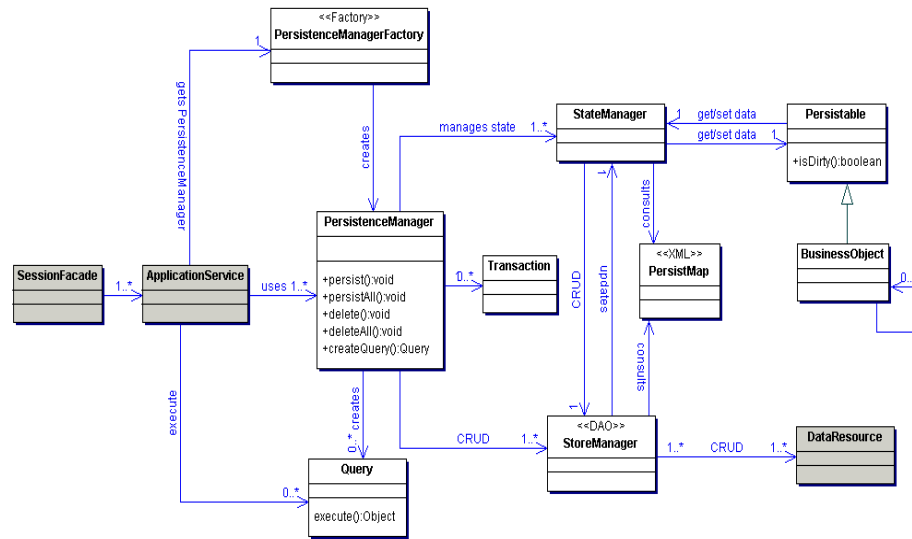 <<Factory>>
PersistenceManagerFactory
1
gets PersistenceManager
creates
StateManager
Persistable
+isDirty():boolean
manages state 1..*
1 get/set data
get/set data 1
consults
PersistenceManager
+persist():void
+persistAll():void
+delete():void
+deleteAll():void
+createQuery():Query
<<XML>>
PersistMap
BusinessObject
0..
SessionFacade
1..*
ApplicationService
uses 1..*
0..*
Transaction
CRUD
1
updates
1
consults
execute
0..*
creates
0..*
Query
execute():Object
CRUD 1..*
<<DAO>>
StoreManager
1..* CRUD 1..*
DataResource